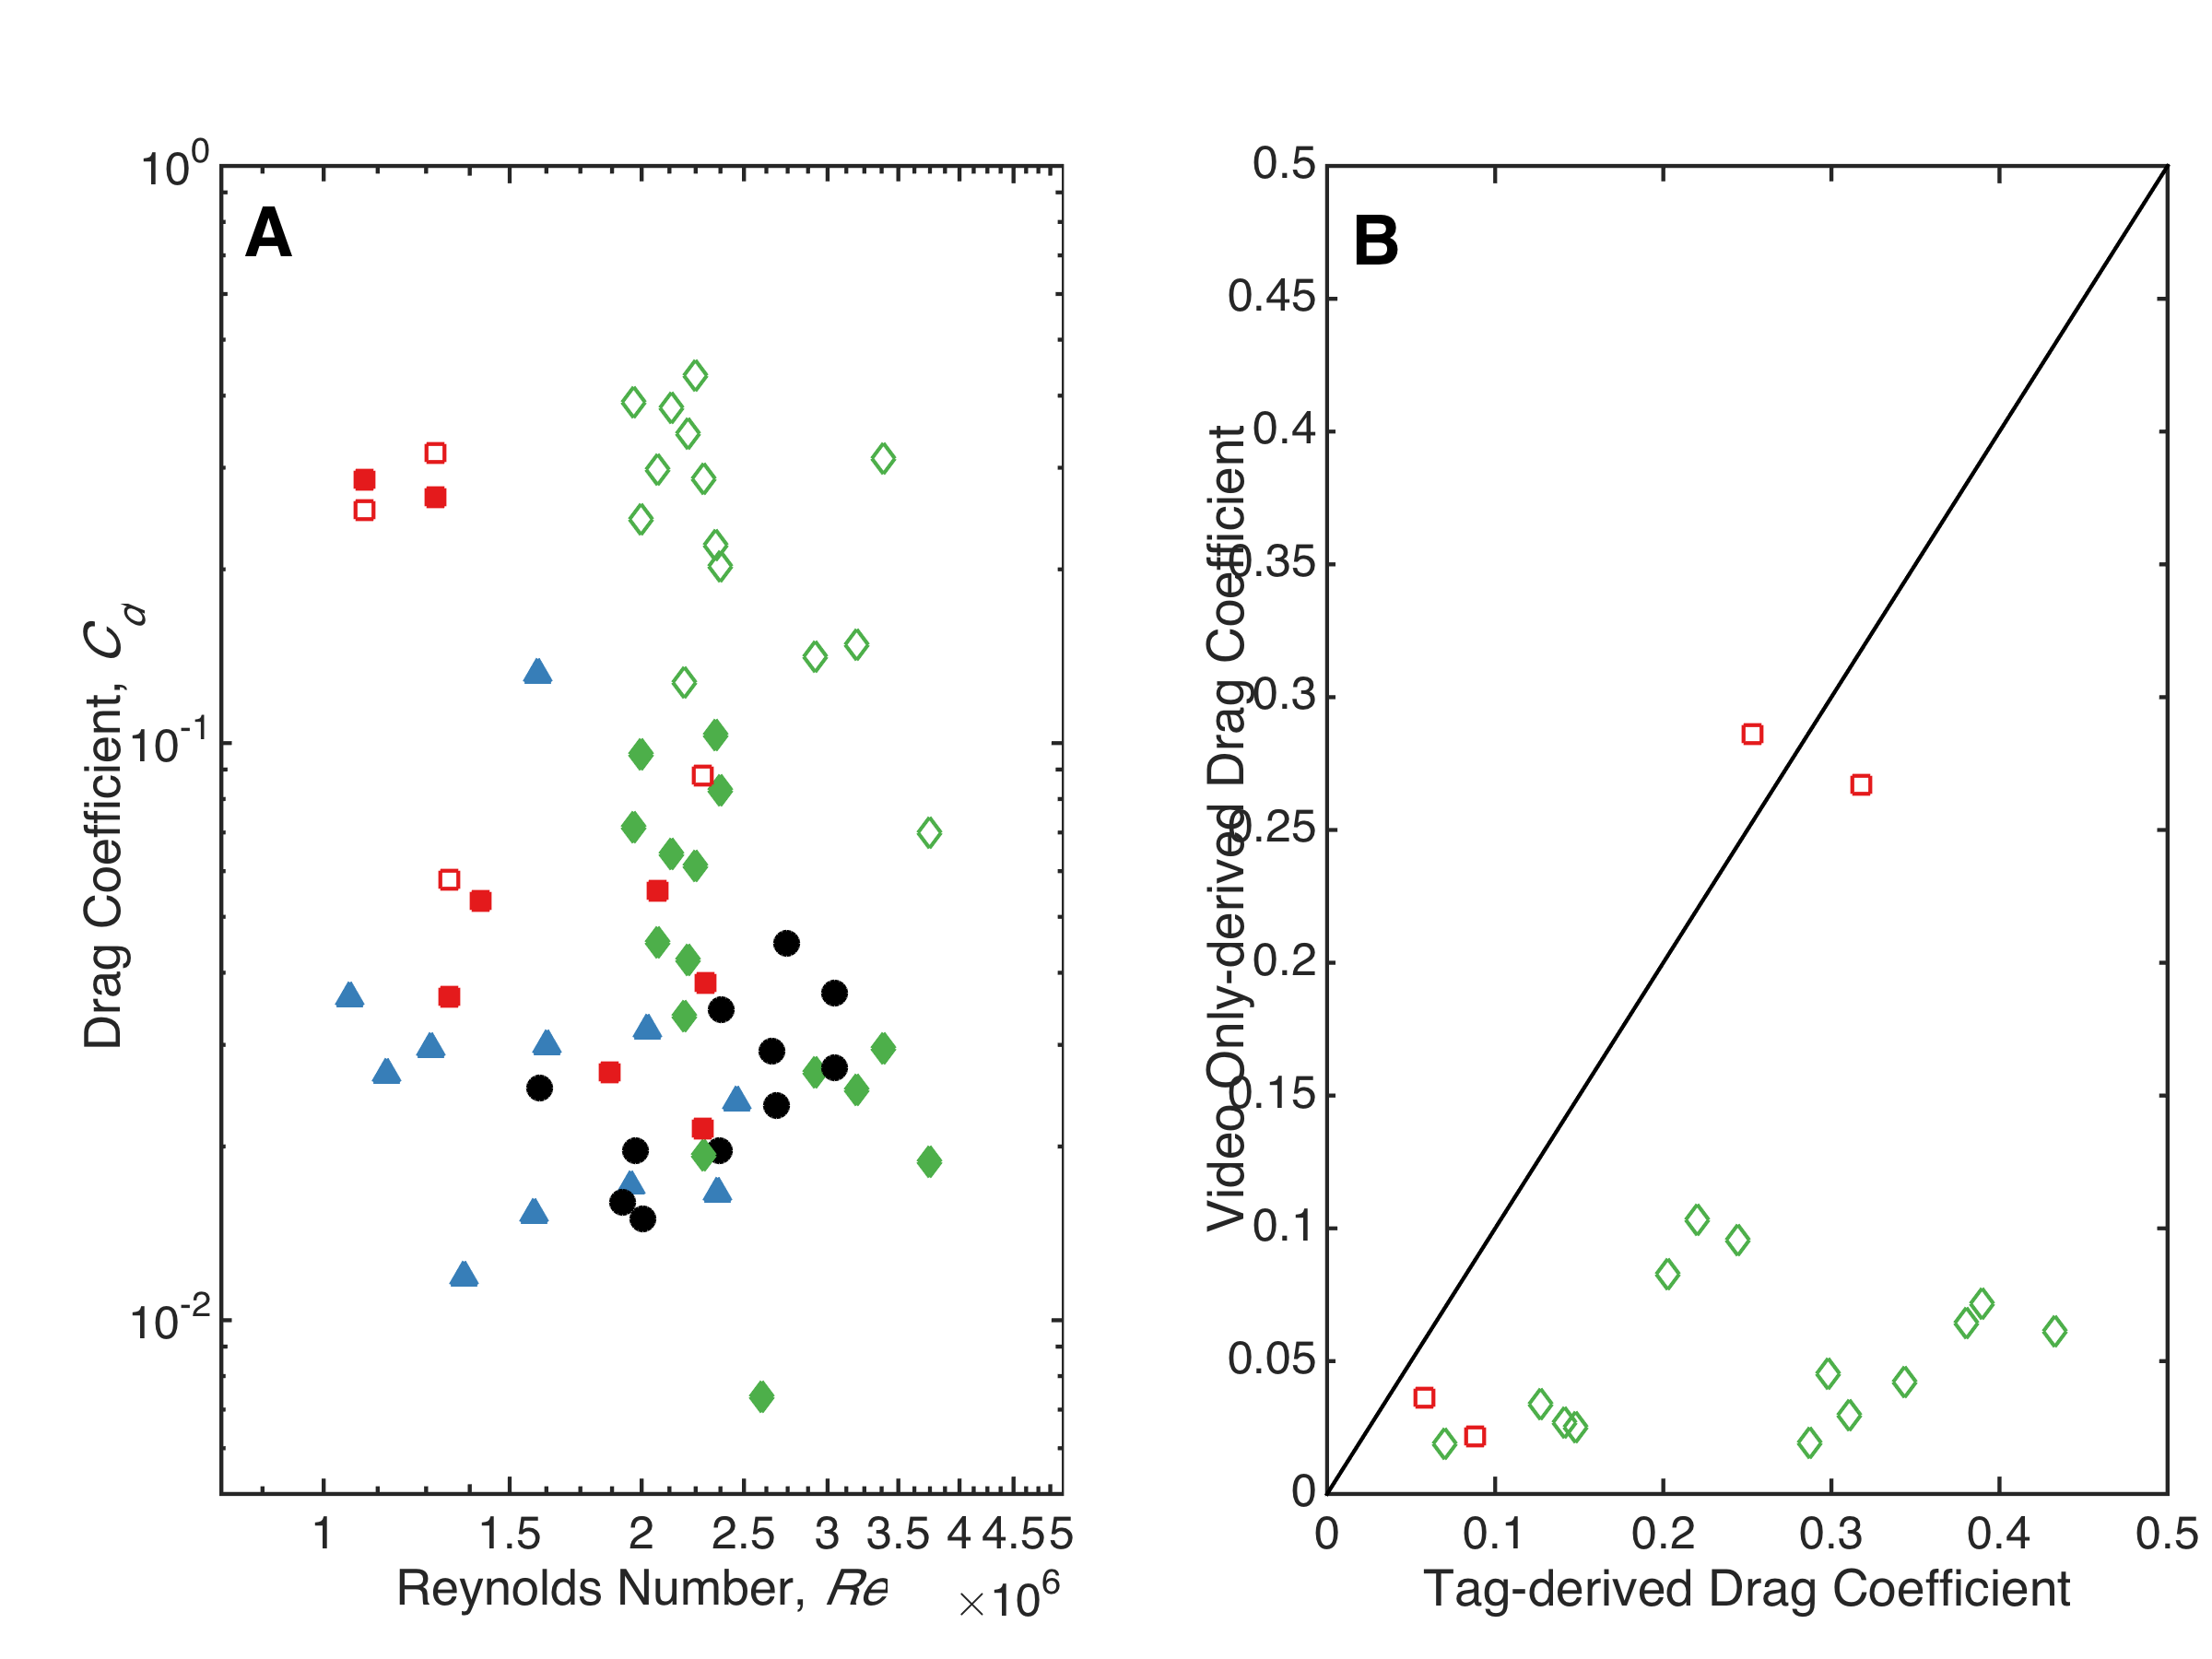 A
10^0
10^-1
10^-2
Drag Coefficient, C_d
1 1.5 2 2.5 3 3.5 4 4.5 5
Reynolds Number, Re
×10^6
B
0.5
0.45
0.4
0.35
0.3
0.25
0.2
0.15
0.1
0.05
0
Video Only-derived Drag Coefficient
0 0.1 0.2 0.3 0.4 0.5
Tag-derived Drag Coefficient